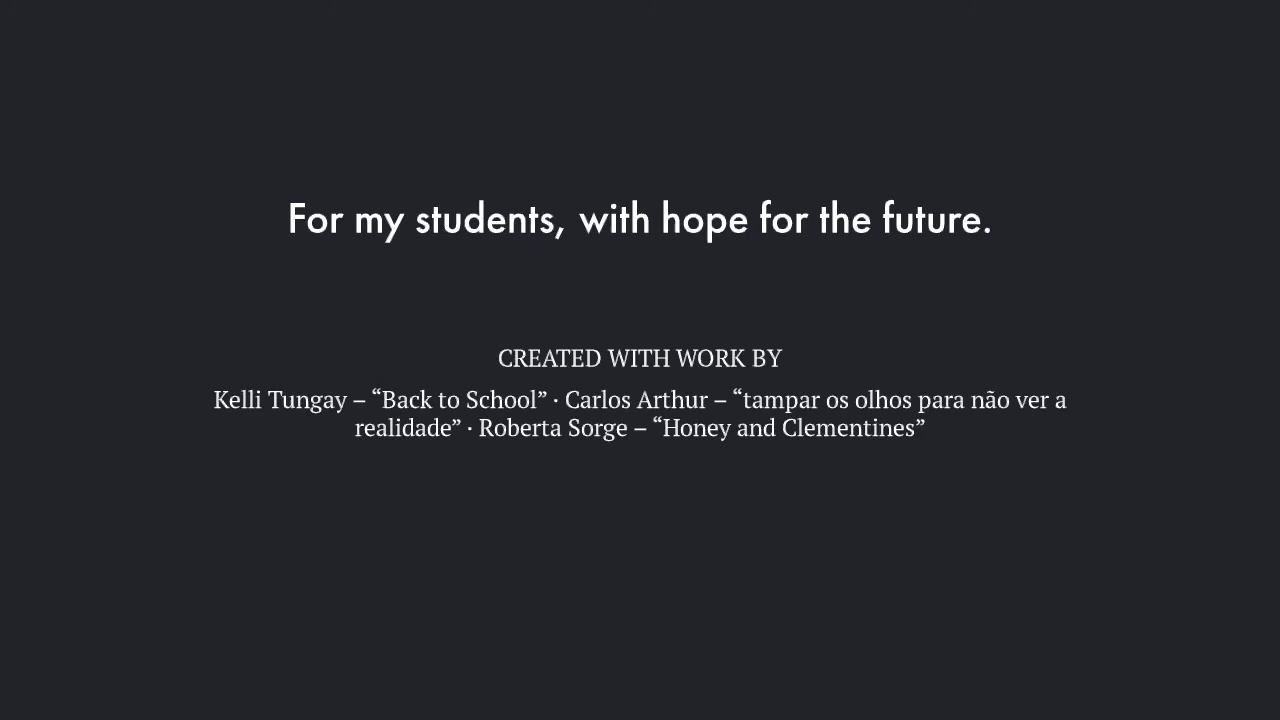 For my students, with hope for the future.
CREATED WITH WORK BY
Kelli Tungay – “Back to School” · Carlos Arthur – “tampar os olhos para não ver a
realidade” · Roberta Sorge – “Honey and Clementines”